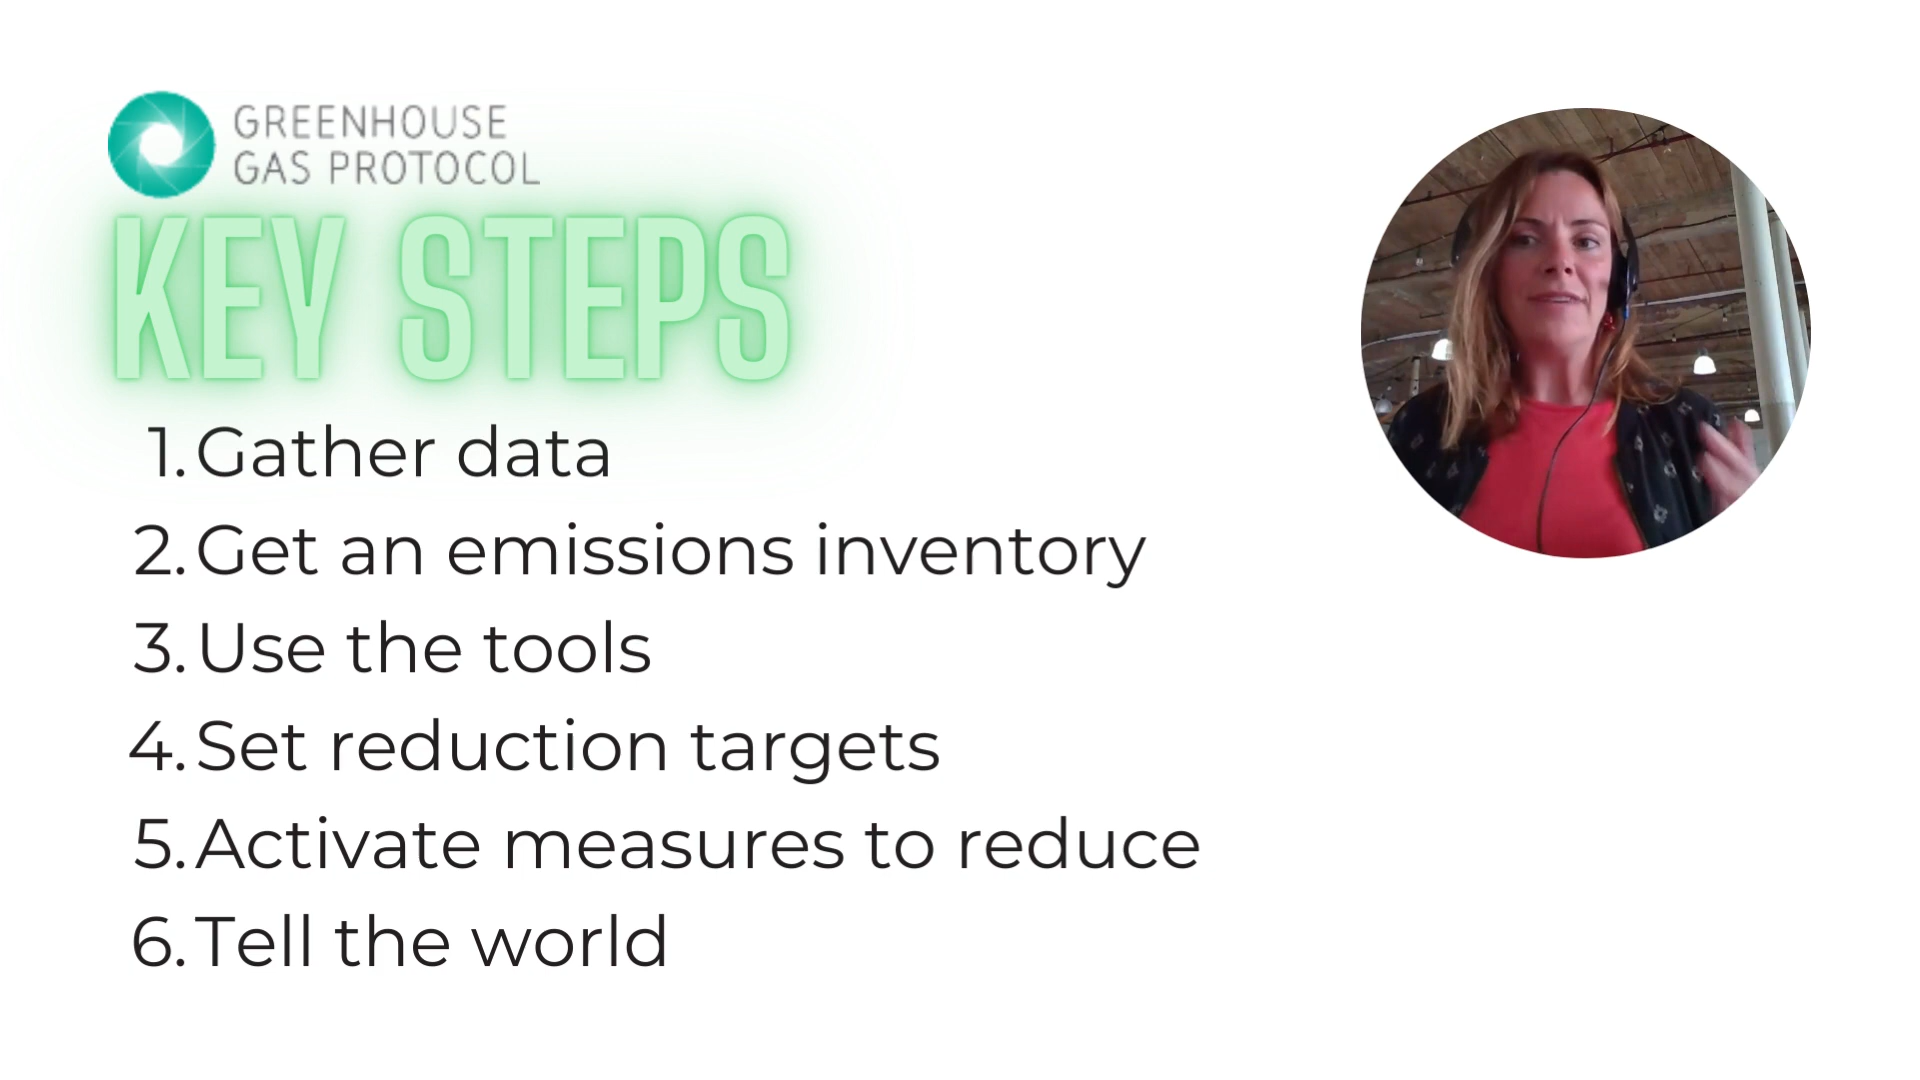 GREENHOUSE
GAS PROTOCOL
KEY STEPS
1. Gather data
2. Get an emissions inventory
3. Use the tools
4. Set reduction targets
5. Activate measures to reduce
6. Tell the world